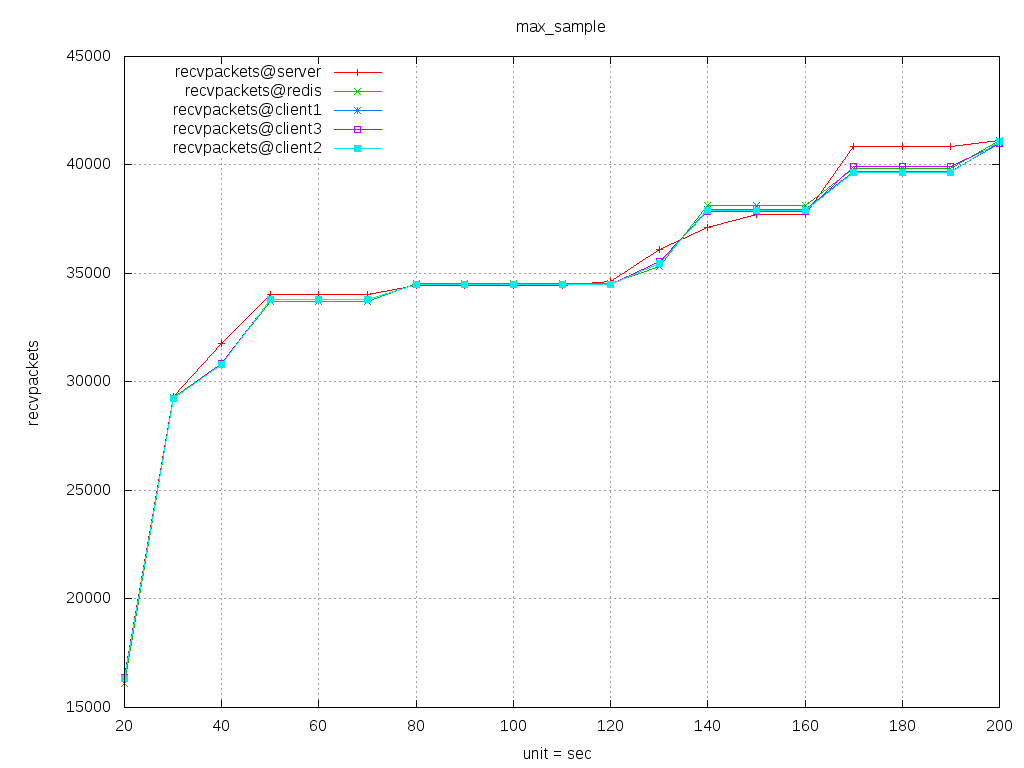 max_sample
45000
40000
35000
30000
25000
20000
15000
recvpackets
recvpackets@server
recvpackets@redis
recvpackets@client1
recvpackets@client3
recvpackets@client2
20 40 60 80 100 120 140 160 180 200
unit = sec